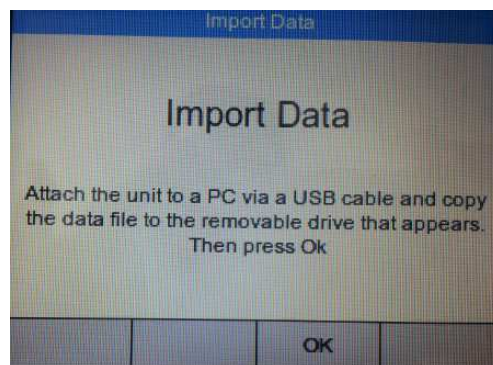 Import Data
Import Data
Attach the unit to a PC via a USB cable and copy
the data file to the removable drive that appears.
Then press Ok
OK